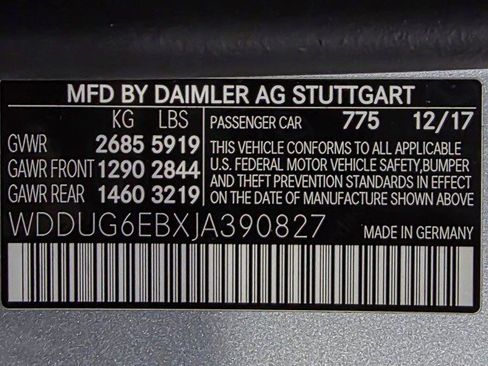 MFD BY DAIMLER AG STUTTGART
KG LBS
GVWR 2685 5919
GAWR FRONT 1290 2844
GAWR REAR 1460 3219
PASSENGER CAR 775 12/17
THIS VEHICLE CONFORMS TO ALL APPLICABLE
U.S. FEDERAL MOTOR VEHICLE SAFETY, BUMPER
AND THEFT PREVENTION STANDARDS IN EFFECT
ON THE DATE OF MANUFACTURE SHOWN ABOVE
WDDUG6EBXJA390827 MADE IN GERMANY